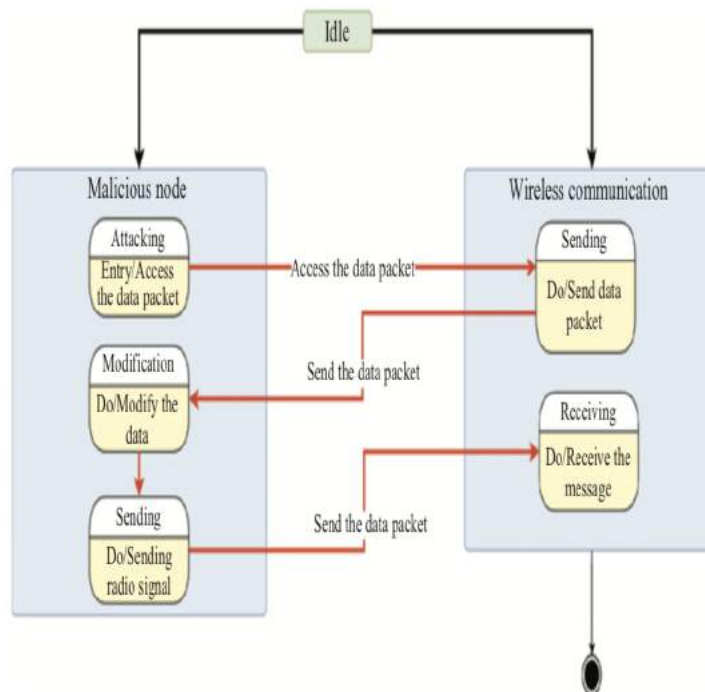 Idle
Malicious node
Attacking
Entry/Access
the data packet
Modification
Do/Modify the
data
Sending
Do/Sending
radio signal
Access the data packet
Send the data packet
Send the data packet
Wireless communication
Sending
Do/Send data
packet
Receiving
Do/Receive the
message